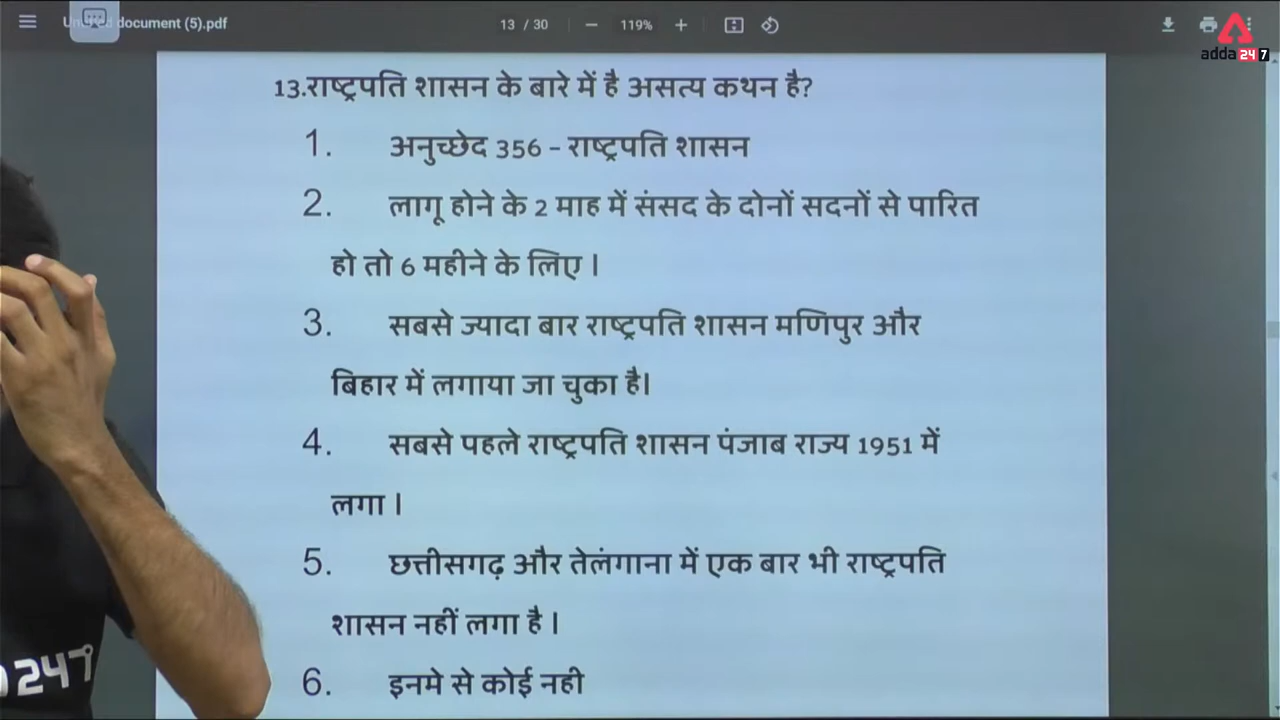 Untitled document (5).pdf
13 / 30
119%
adda 247
13.राष्ट्रपति शासन के बारे में है असत्य कथन है?
1. अनुच्छेद 356 – राष्ट्रपति शासन
2. लागू होने के 2 माह में संसद के दोनों सदनों से पारित
हो तो 6 महीने के लिए ।
3. सबसे ज्यादा बार राष्ट्रपति शासन मणिपुर और
बिहार में लगाया जा चुका है।
4. सबसे पहले राष्ट्रपति शासन पंजाब राज्य 1951 में
लगा ।
5. छत्तीसगढ़ और तेलंगाना में एक बार भी राष्ट्रपति
शासन नहीं लगा है ।
6. इनमे से कोई नही
247